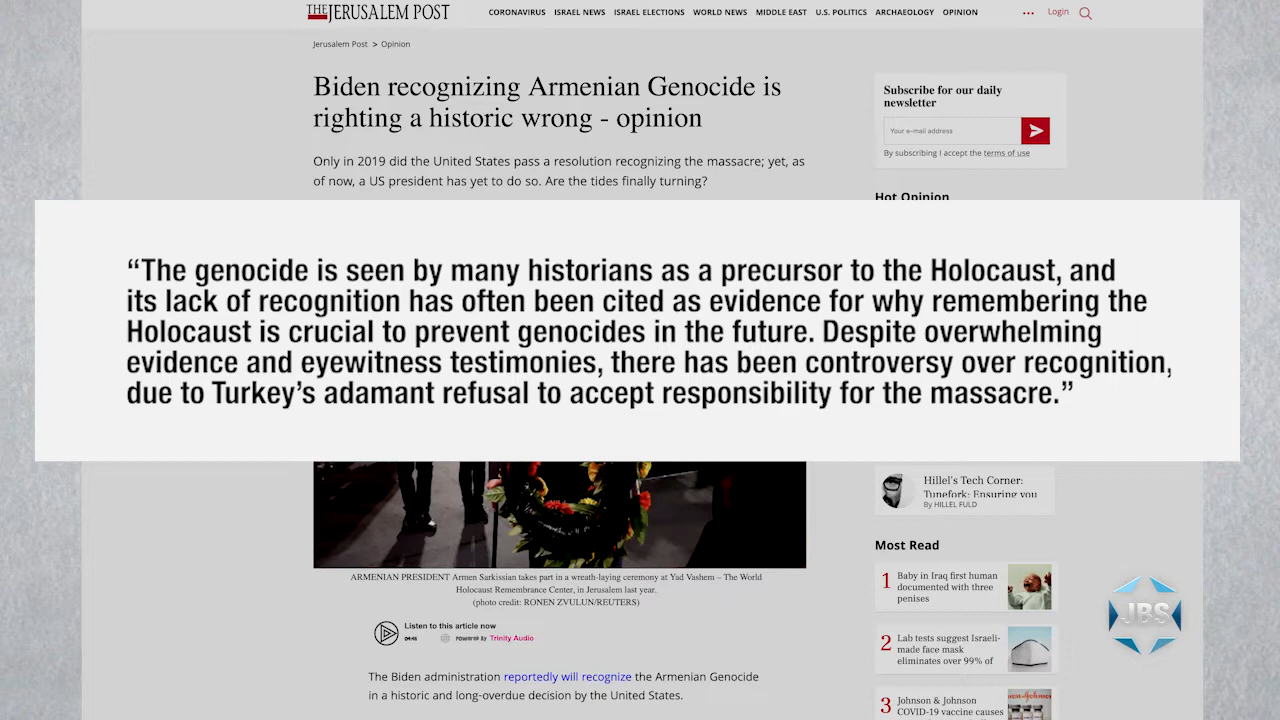 THE JERUSALEM POST
CORONAVIRUS ISRAEL NEWS ISRAEL ELECTIONS WORLD NEWS MIDDLE EAST U.S. POLITICS ARCHAEOLOGY OPINION ... Login
Jerusalem Post > Opinion
Biden recognizing Armenian Genocide is
righting a historic wrong - opinion
Only in 2019 did the United States pass a resolution recognizing the massacre; yet, as
of now, a US president has yet to do so. Are the tides finally turning?
Subscribe for our daily
newsletter
Your e-mail address
By subscribing I accept the terms of use
Hot Opinion
“The genocide is seen by many historians as a precursor to the Holocaust, and
its lack of recognition has often been cited as evidence for why remembering the
Holocaust is crucial to prevent genocides in the future. Despite overwhelming
evidence and eyewitness testimonies, there has been controversy over recognition,
due to Turkey’s adamant refusal to accept responsibility for the massacre.”
ARMENIAN PRESIDENT Armen Sarkissian takes part in a wreath-laying ceremony at Yad Vashem – The World
Holocaust Remembrance Center, in Jerusalem last year.
(photo credit: RONEN ZVULUN/REUTERS)
Listen to this article now
Powered by Trinity Audio
The Biden administration reportedly will recognize the Armenian Genocide
in a historic and long-overdue decision by the United States.
Hillel's Tech Corner:
Tunefork: Ensuring you
By HILLEL FULD
Most Read
1 Baby in Iraq first human
documented with three
penises
2 Lab tests suggest Israeli-
made face mask
eliminates over 99% of
3 Johnson & Johnson
COVID-19 vaccine causes
JBS